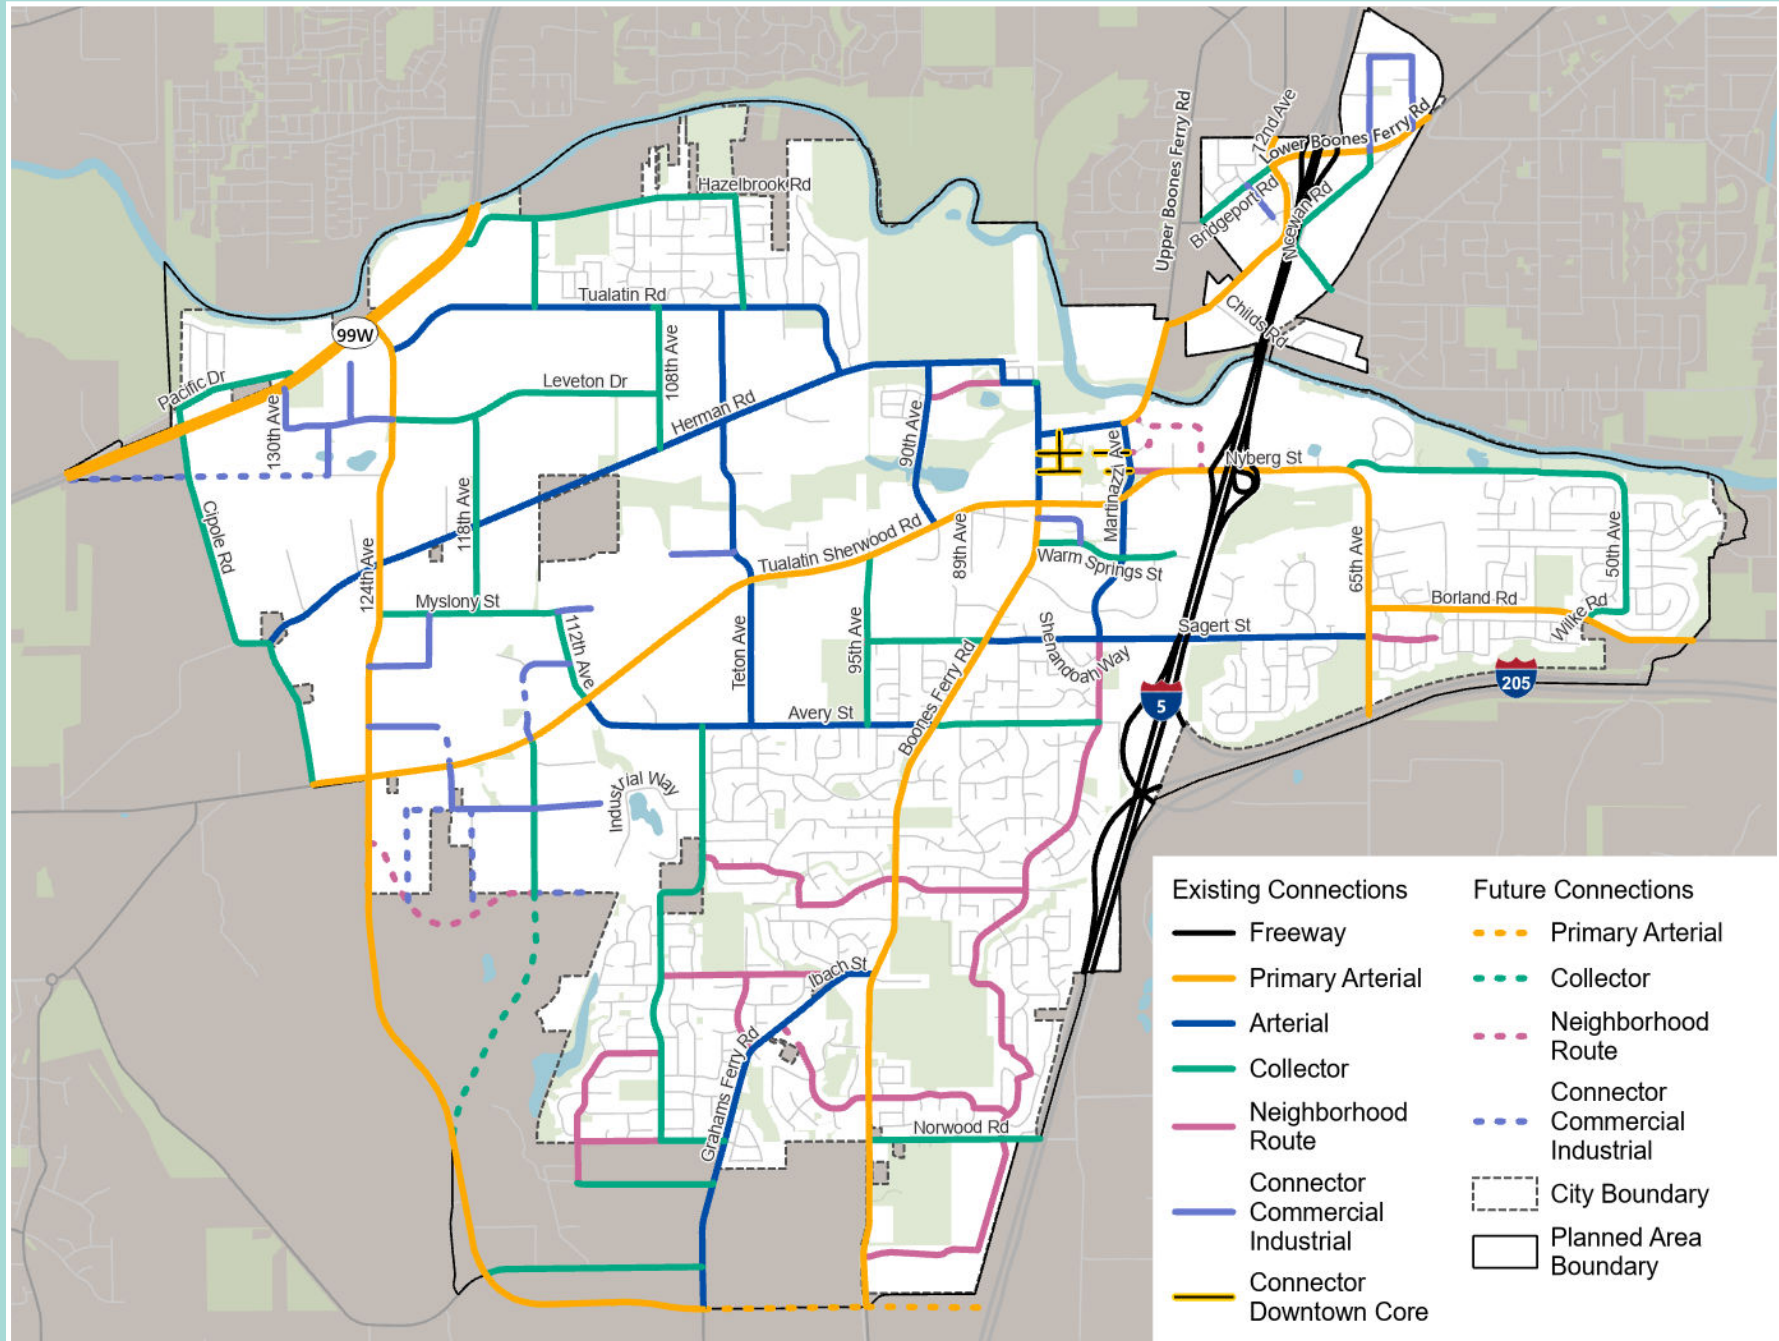 72nd Ave
Lower Boones Ferry Rd
Upper Boones Ferry Rd
Bridgeport Rd
Mcewan Rd
Hazelbrook Rd
Tualatin Rd
Childs Rd
99W
108th Ave
Pacific Dr
Leveton Dr
Herman Rd
130th Ave
90th Ave
Martinazzi Ave
Nyberg St
Cipole Rd
118th Ave
Tualatin Sherwood Rd
89th Ave
65th Ave
50th Ave
124th Ave
Warm Springs St
Myslony St
Borland Rd
Wilke Rd
112th Ave
Teton Ave
95th Ave
Boones Ferry Rd
Shenandoah Way
Sagert St
205
5
Avery St
Industrial Way
Ibach St
Grahams Ferry Rd
Norwood Rd
Existing Connections
Freeway
Primary Arterial
Arterial
Collector
Neighborhood
Route
Connector
Commercial
Industrial
Connector
Downtown Core
Future Connections
Primary Arterial
Collector
Neighborhood
Route
Connector
Commercial
Industrial
City Boundary
Planned Area
Boundary